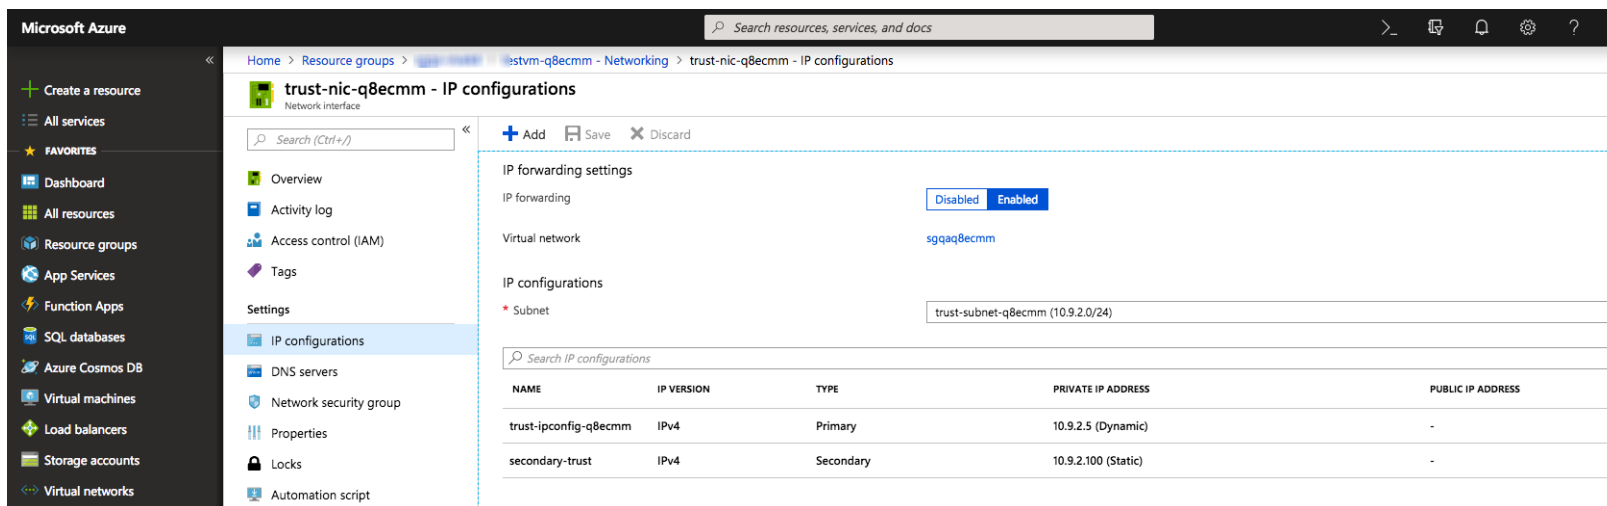 Microsoft Azure
Search resources, services, and docs
Home > Resource groups > estvm-q8ecmm - Networking > trust-nic-q8ecmm - IP configurations
Create a resource
All services
FAVORITES
Dashboard
All resources
Resource groups
App Services
Function Apps
SQL databases
Azure Cosmos DB
Virtual machines
Load balancers
Storage accounts
Virtual networks
trust-nic-q8ecmm - IP configurations
Network interface
Search (Ctrl+/)
Overview
Activity log
Access control (IAM)
Tags
Settings
IP configurations
DNS servers
Network security group
Properties
Locks
Automation script
Add Save Discard
IP forwarding settings
IP forwarding Disabled Enabled
Virtual network sgqaq8ecmm
IP configurations
* Subnet trust-subnet-q8ecmm (10.9.2.0/24)
Search IP configurations
NAME IP VERSION TYPE PRIVATE IP ADDRESS PUBLIC IP ADDRESS
trust-ipconfig-q8ecmm IPv4 Primary 10.9.2.5 (Dynamic) -
secondary-trust IPv4 Secondary 10.9.2.100 (Static) -